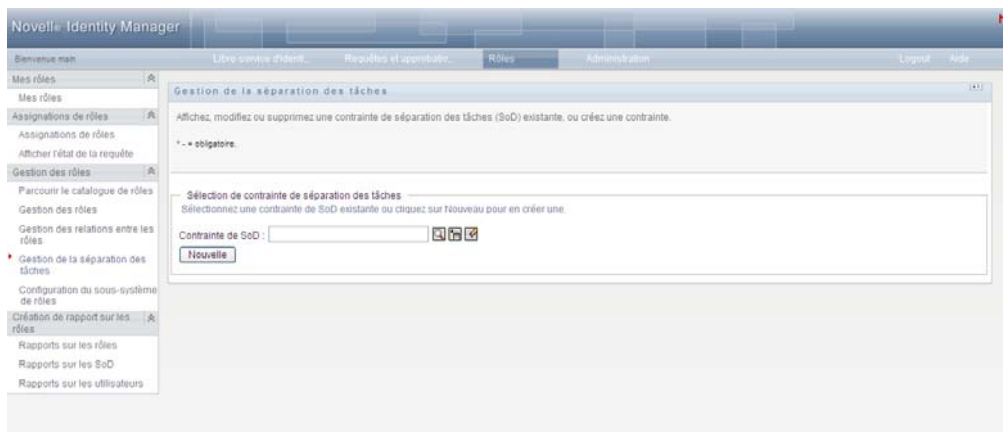 Novell® Identity Manager
Bienvenue main
Libre-service d'identi...
Requêtes et approbatio...
Rôles
Administration
Logout
Aide
Mes rôles
Mes rôles
Assignations de rôles
Assignations de rôles
Afficher l'état de la requête
Gestion des rôles
Parcourir le catalogue de rôles
Gestion des rôles
Gestion des relations entre les
rôles
Gestion de la séparation des
tâches
Configuration du sous-système
de rôles
Création de rapport sur les
rôles
Rapports sur les rôles
Rapports sur les SoD
Rapports sur les utilisateurs
Gestion de la séparation des tâches
Affichez, modifiez ou supprimez une contrainte de séparation des tâches (SoD) existante, ou créez une contrainte.
* - = obligatoire.
Sélection de contrainte de séparation des tâches
Sélectionnez une contrainte de SoD existante ou cliquez sur Nouveau pour en créer une.
Contrainte de SoD :
Nouvelle